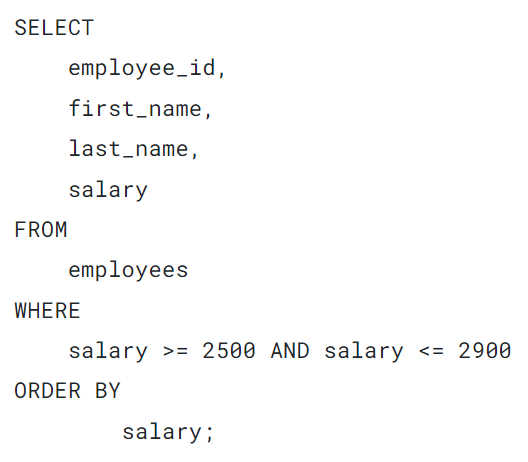 SELECT
    employee_id,
    first_name,
    last_name,
    salary
FROM
    employees
WHERE
    salary >= 2500 AND salary <= 2900
ORDER BY
        salary;